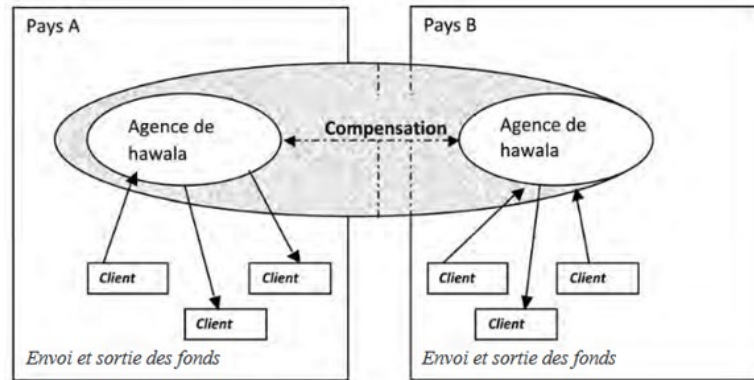 Pays A
Pays B
Agence de
hawala
Compensation
Agence de
hawala
Client
Client
Client
Client
Client
Client
Envoi et sortie des fonds
Envoi et sortie des fonds